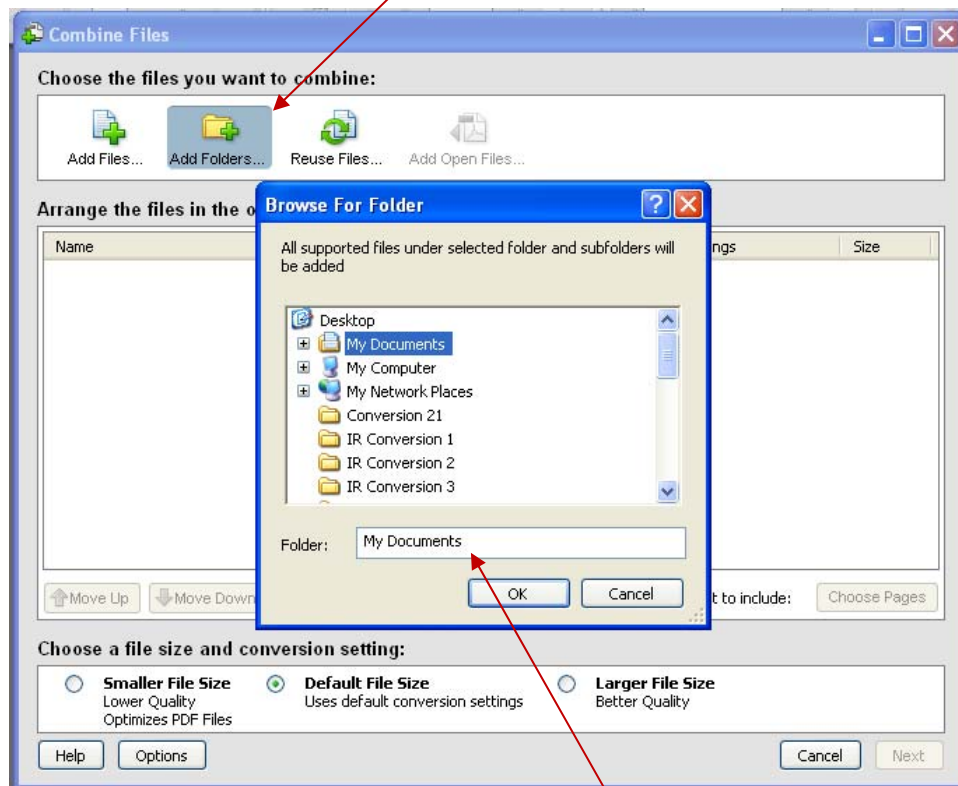 Combine Files
Choose the files you want to combine:
Add Files... Add Folders... Reuse Files... Add Open Files...
Arrange the files in the o
Name ngs Size
Browse For Folder
All supported files under selected folder and subfolders will
be added
Desktop
My Documents
My Computer
My Network Places
Conversion 21
IR Conversion 1
IR Conversion 2
IR Conversion 3
Folder: My Documents
OK Cancel
Move Up Move Down t to include: Choose Pages
Choose a file size and conversion setting:
Smaller File Size Default File Size Larger File Size
Lower Quality Uses default conversion settings Better Quality
Optimizes PDF Files
Help Options Cancel Next